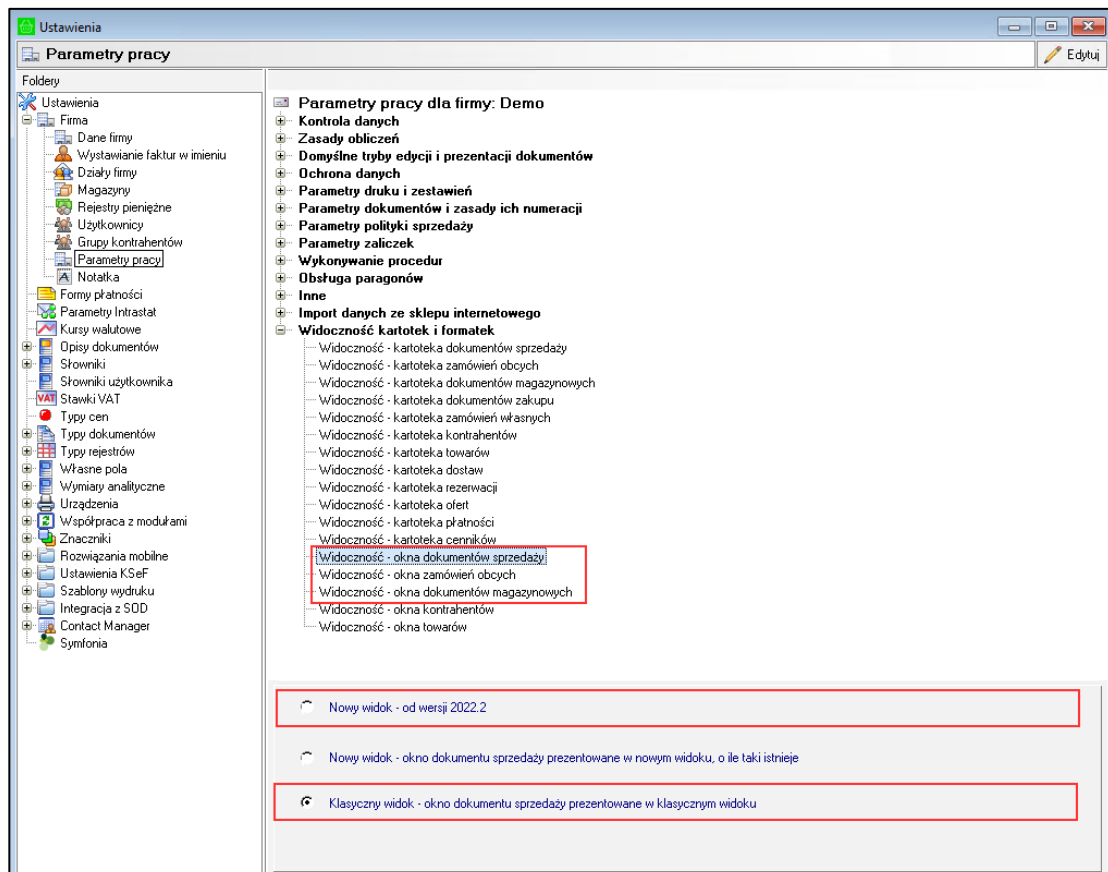 Ustawienia
Parametry pracy
Edytuj
Foldery
Ustawienia
Firma
Dane firmy
Wystawianie faktur w imieniu
Działy firmy
Magazyny
Rejestry pieniężne
Użytkownicy
Grupy kontrahentów
Parametry pracy
Notatka
Formy płatności
Parametry Intrastat
Kursy walutowe
Opisy dokumentów
Słowniki
Słowniki użytkownika
VAT Stawki VAT
Typy cen
Typy dokumentów
Typy rejestrów
Własne pola
Wymiary analityczne
Urządzenia
Współpraca z modułami
Znaczniki
Rozwiązania mobilne
Ustawienia KSeF
Szablony wydruku
Integracja z SOD
Contact Manager
Symfonia
Parametry pracy dla firmy: Demo
Kontrola danych
Zasady obliczeń
Domyślne tryby edycji i prezentacji dokumentów
Ochrona danych
Parametry druku i zestawień
Parametry dokumentów i zasady ich numeracji
Parametry polityki sprzedaży
Parametry zaliczek
Wykonywanie procedur
Obsługa paragonów
Inne
Import danych ze sklepu internetowego
Widoczność kartotek i formatek
Widoczność - kartoteka dokumentów sprzedaży
Widoczność - kartoteka zamówień obcych
Widoczność - kartoteka dokumentów magazynowych
Widoczność - kartoteka dokumentów zakupu
Widoczność - kartoteka zamówień własnych
Widoczność - kartoteka kontrahentów
Widoczność - kartoteka towarów
Widoczność - kartoteka dostaw
Widoczność - kartoteka rezerwacji
Widoczność - kartoteka ofert
Widoczność - kartoteka płatności
Widoczność - kartoteka cenników
Widoczność - okna dokumentów sprzedaży
Widoczność - okna zamówień obcych
Widoczność - okna dokumentów magazynowych
Widoczność - okna kontrahentów
Widoczność - okna towarów
Nowy widok - od wersji 2022.2
Nowy widok - okno dokumentu sprzedaży prezentowane w nowym widoku, o ile taki istnieje
Klasyczny widok - okno dokumentu sprzedaży prezentowane w klasycznym widoku